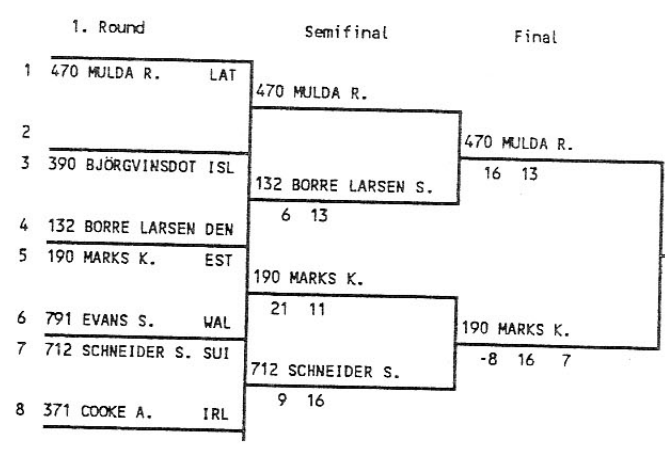 1. Round Semifinal Final
1 470 MULDA R. LAT
470 MULDA R.
2
470 MULDA R.
16 13
3 390 BJÖRGVINSDOT ISL
132 BORRE LARSEN S.
6 13
4 132 BORRE LARSEN DEN
5 190 MARKS K. EST
190 MARKS K.
21 11
6 791 EVANS S. WAL
190 MARKS K.
-8 16 7
7 712 SCHNEIDER S. SUI
712 SCHNEIDER S.
9 16
8 371 COOKE A. IRL